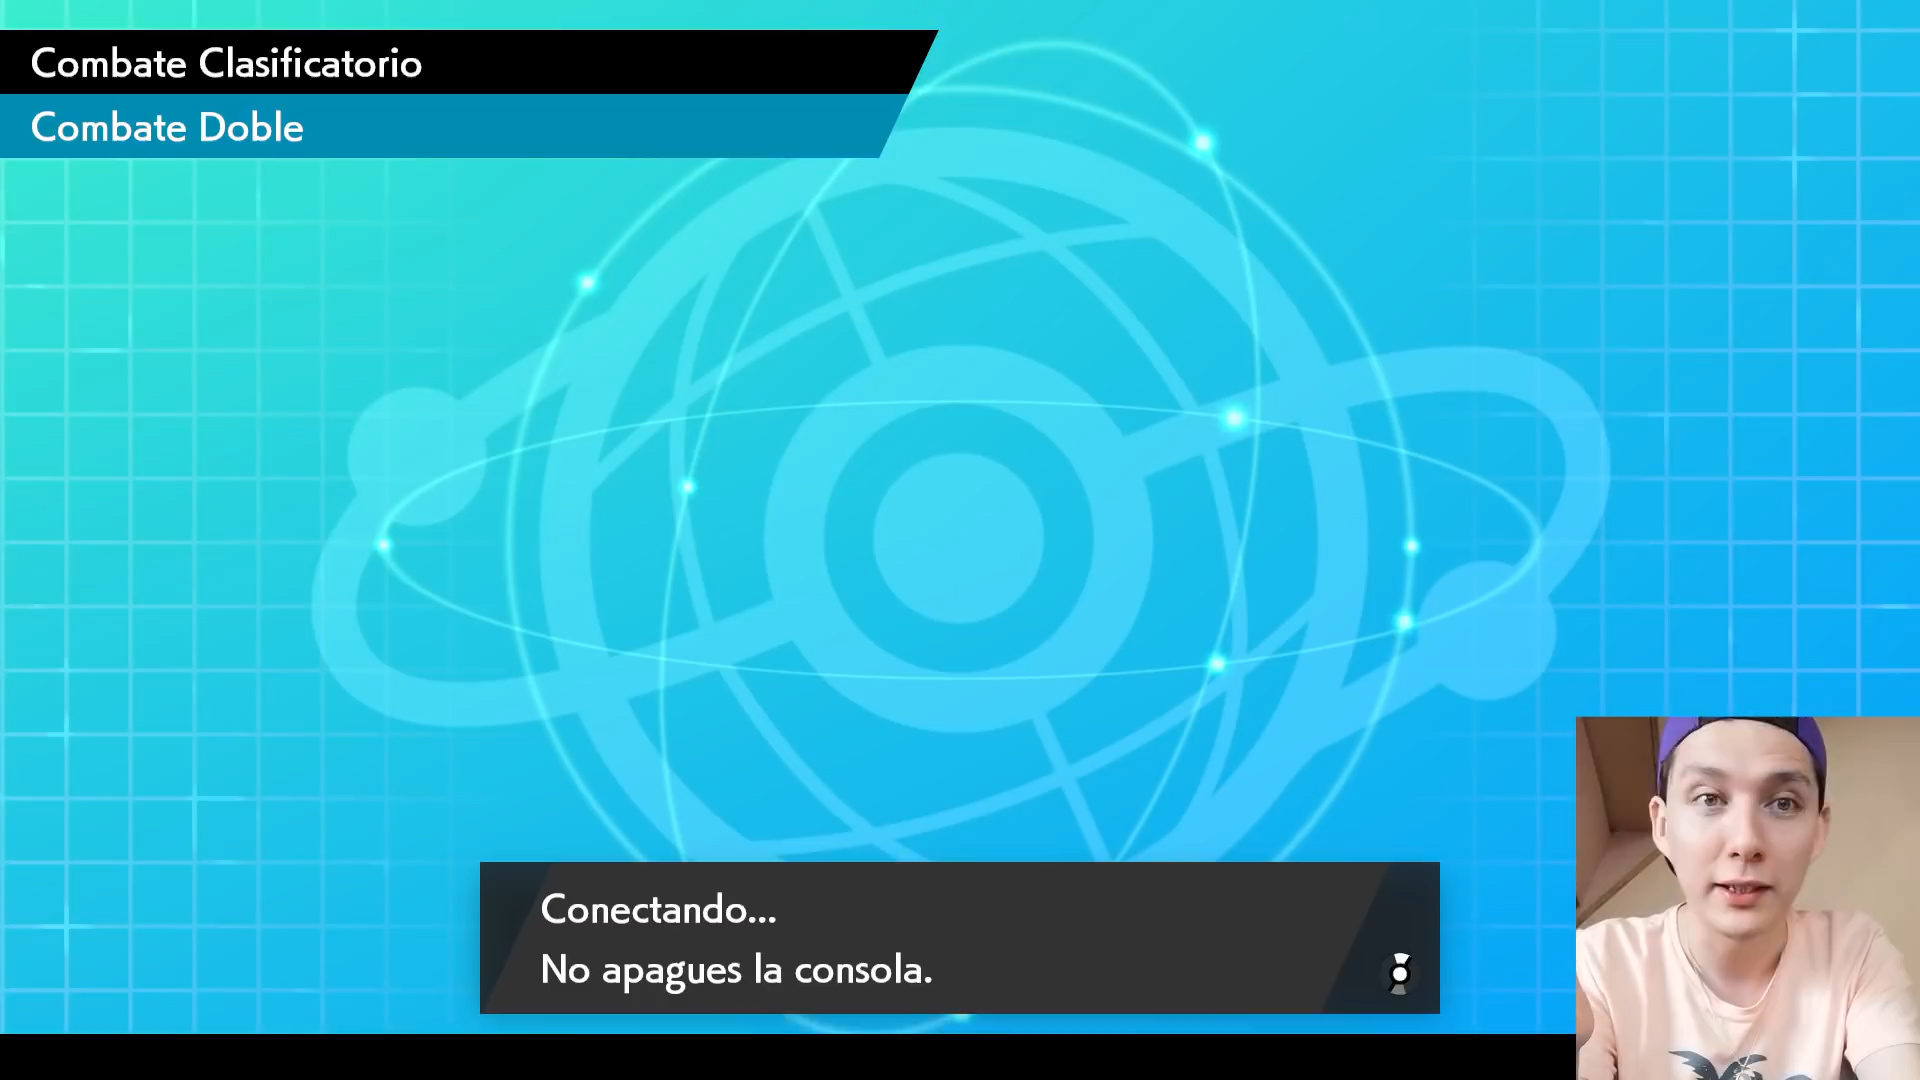 Combate Clasificatorio
Combate Doble
Conectando...
No apagues la consola.